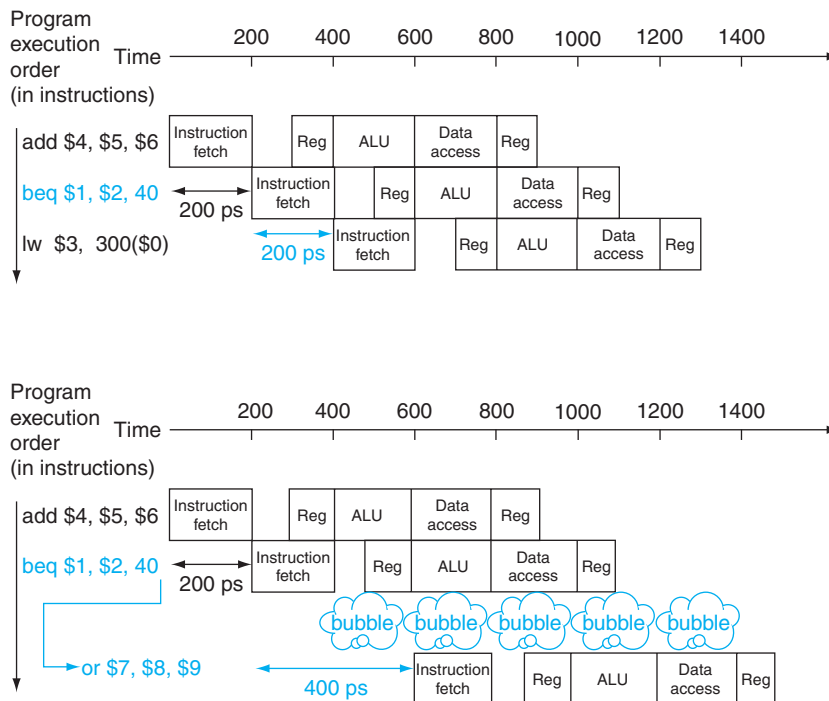 Program
execution
order
(in instructions)
Time
200 400 600 800 1000 1200 1400
add $4, $5, $6
Instruction
fetch
Reg
ALU
Data
access
Reg
beq $1, $2, 40
200 ps
Instruction
fetch
Reg
ALU
Data
access
Reg
lw $3, 300($0)
200 ps
Instruction
fetch
Reg
ALU
Data
access
Reg
Program
execution
order
(in instructions)
Time
200 400 600 800 1000 1200 1400
add $4, $5, $6
Instruction
fetch
Reg
ALU
Data
access
Reg
beq $1, $2, 40
200 ps
Instruction
fetch
Reg
ALU
Data
access
Reg
bubble bubble bubble bubble bubble
or $7, $8, $9
400 ps
Instruction
fetch
Reg
ALU
Data
access
Reg